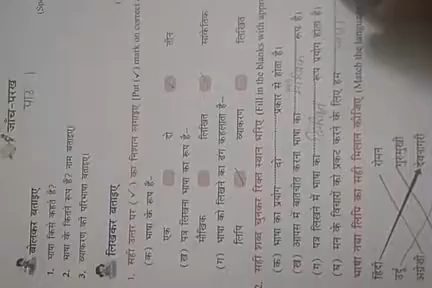 जाँच-परख
पाठ 1
बोलकर बताइए
1. भाषा किसे कहते हैं?
2. भाषा के कितने रूप हैं? नाम बताइए।
3. व्याकरण की परिभाषा बताइए।
लिखकर बताइए
1. सही उत्तर पर (✓) का निशान लगाइए [Put (✓) mark on correct
(क) भाषा के रूप हैं–
एक दो तीन
(ख) पत्र लिखना भाषा का रूप है–
मौखिक लिखित सांकेतिक
(ग) भाषा को लिखने का ढंग कहलाता है–
लिपि व्याकरण लिखित
2. सही शब्द चुनकर रिक्त स्थान भरिए (Fill in the blanks with appr
(क) भाषा का प्रयोग दो प्रकार से होता है।
(ख) आपस में बातचीत करना भाषा का मौखिक रूप है।
(ग) पत्र लिखने में भाषा का लिखित रूप प्रयोग होता है।
(घ) मन के विचारों को प्रकट करने के लिए हम
भाषा तथा लिपि का सही मिलान कीजिए (Match the languag
हिंदी रोमन
उर्दू गुरुमुखी
अंग्रेज़ी देवनागरी